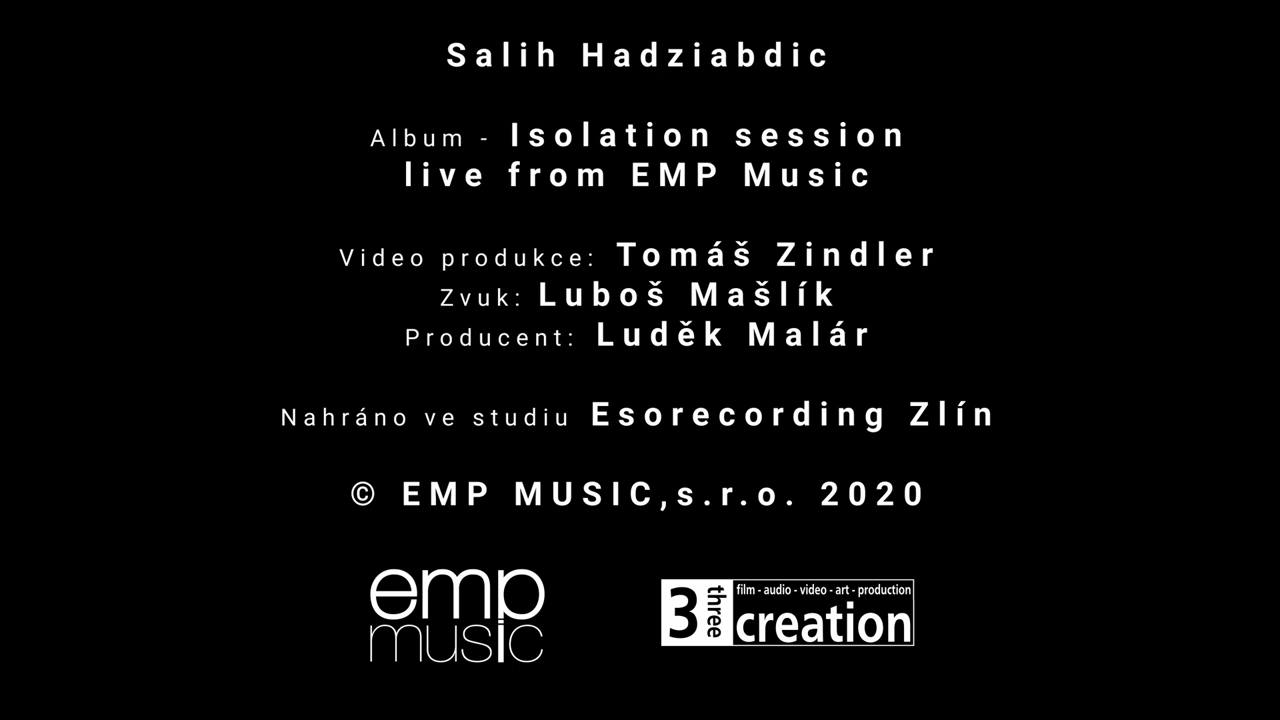 Salih Hadziabdic
Album - Isolation session
live from EMP Music
Video produkce: Tomáš Zindler
Zvuk: Luboš Mašlík
Producent: Luděk Malár
Nahráno ve studiu Esorecording Zlín
© EMP MUSIC,s.r.o. 2020
emp
music
3 three
film - audio - video - art - production
creation